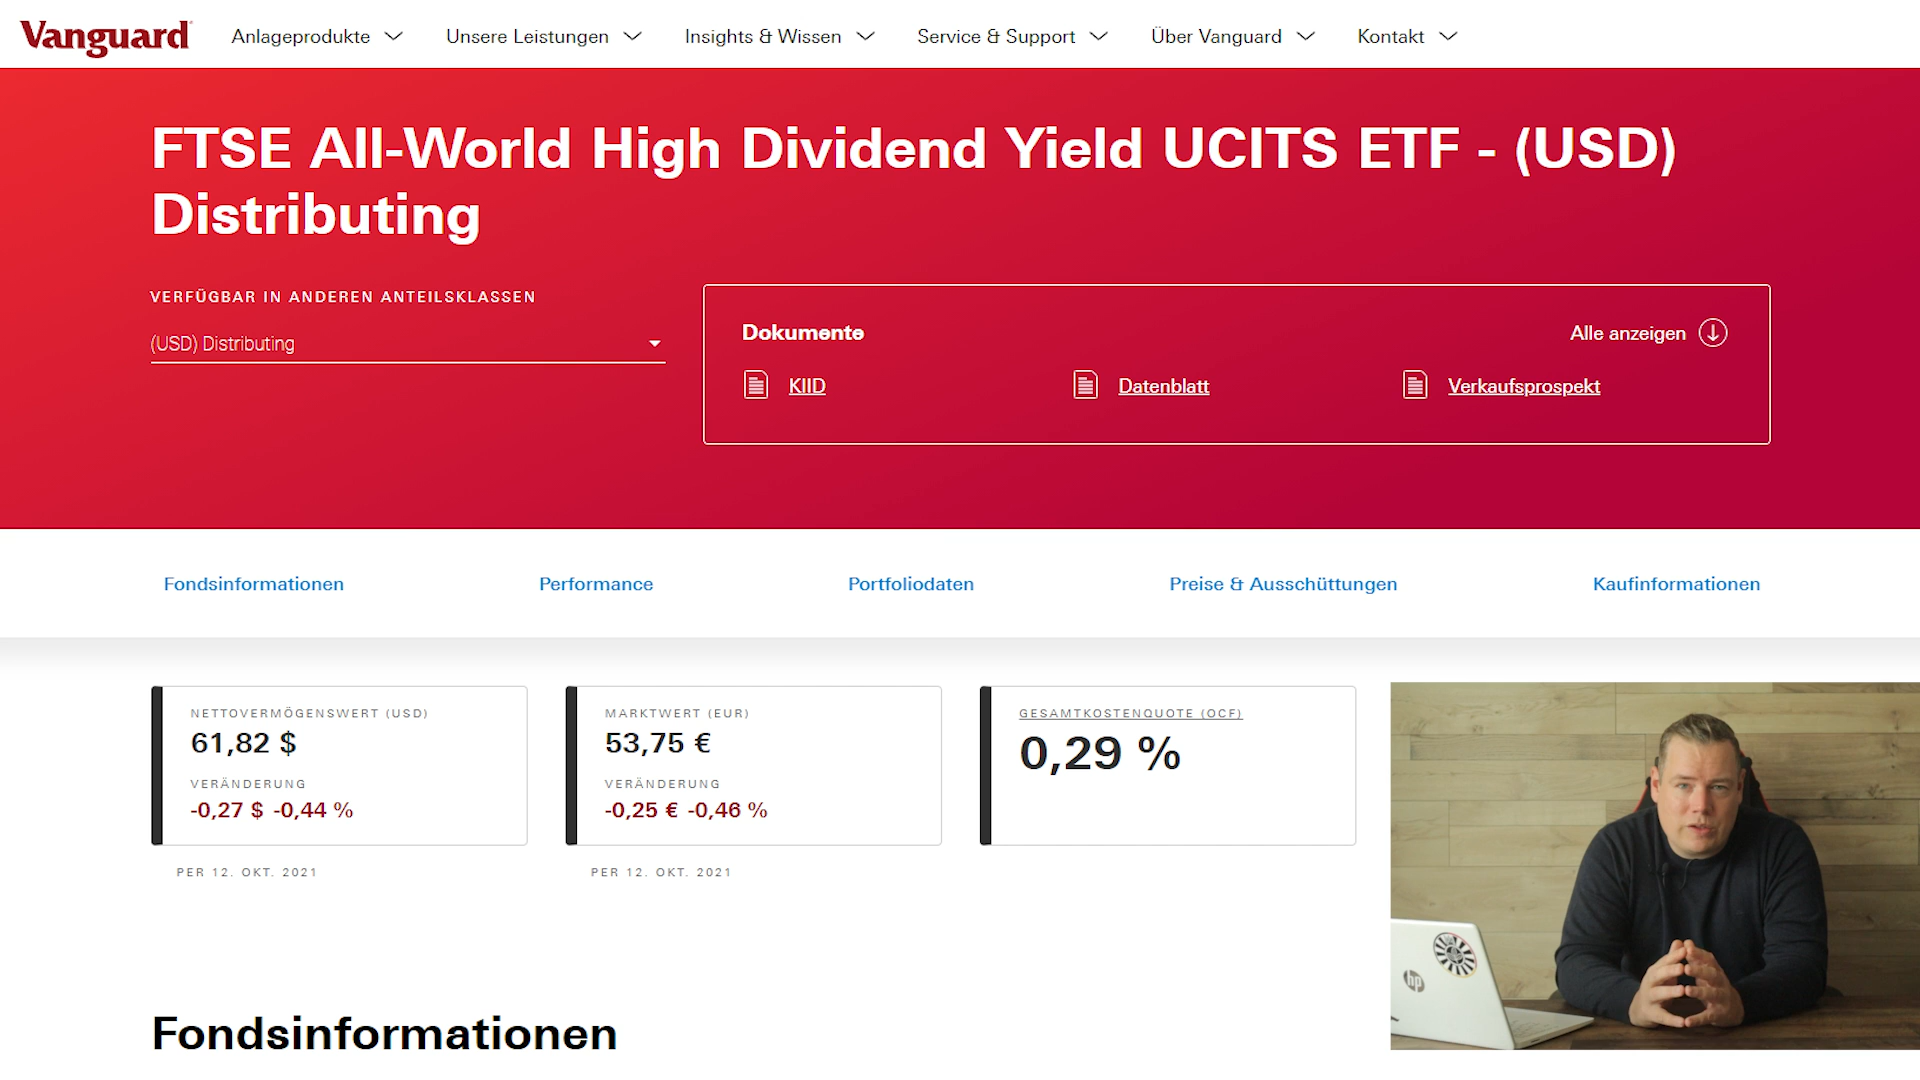 Vanguard
Anlageprodukte
Unsere Leistungen
Insights & Wissen
Service & Support
Über Vanguard
Kontakt
FTSE All-World High Dividend Yield UCITS ETF - (USD)
Distributing
VERFÜGBAR IN ANDEREN ANTEILSKLASSEN
(USD) Distributing
Dokumente
Alle anzeigen
KIID
Datenblatt
Verkaufsprospekt
Fondsinformationen
Performance
Portfoliodaten
Preise & Ausschüttungen
Kaufinformationen
NETTOVERMÖGENSWERT (USD)
61,82 $
VERÄNDERUNG
-0,27 $ -0,44 %
PER 12. OKT. 2021
MARKTWERT (EUR)
53,75 €
VERÄNDERUNG
-0,25 € -0,46 %
PER 12. OKT. 2021
GESAMTKOSTENQUOTE (OCF)
0,29 %
hp
Fondsinformationen